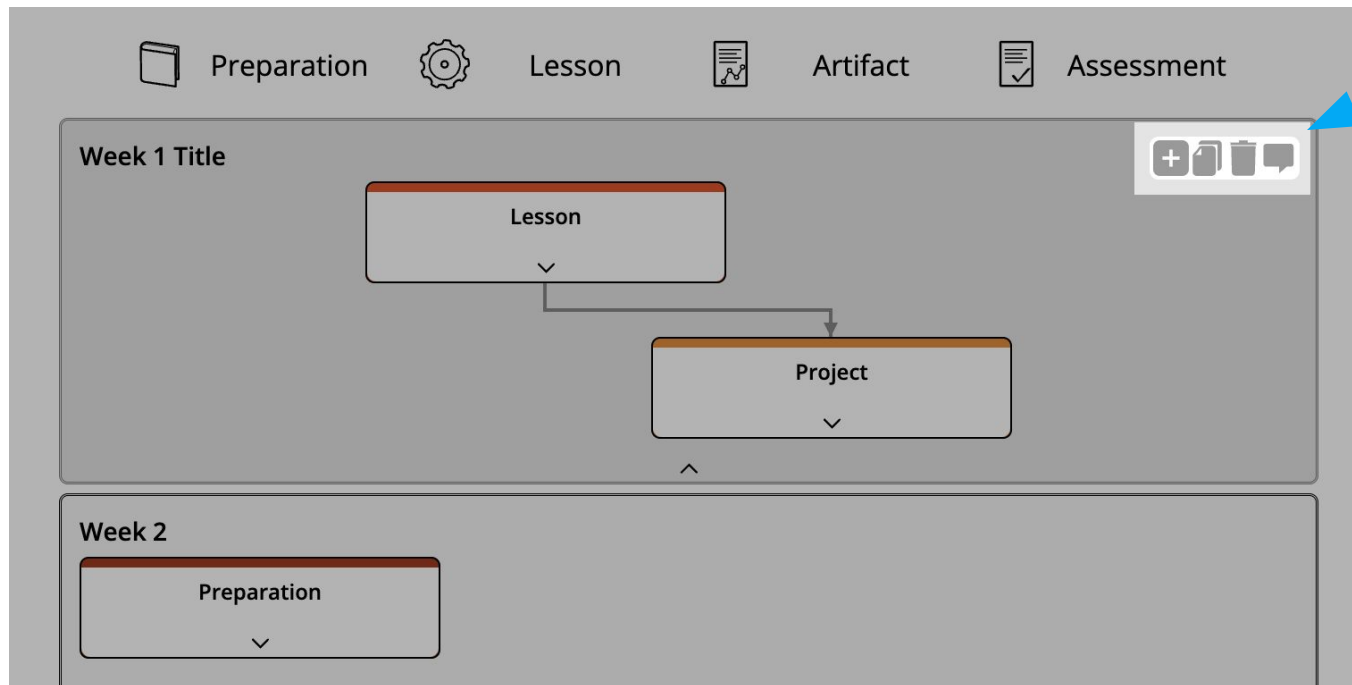 Preparation
Lesson
Artifact
Assessment
Week 1 Title
Lesson
Project
Week 2
Preparation